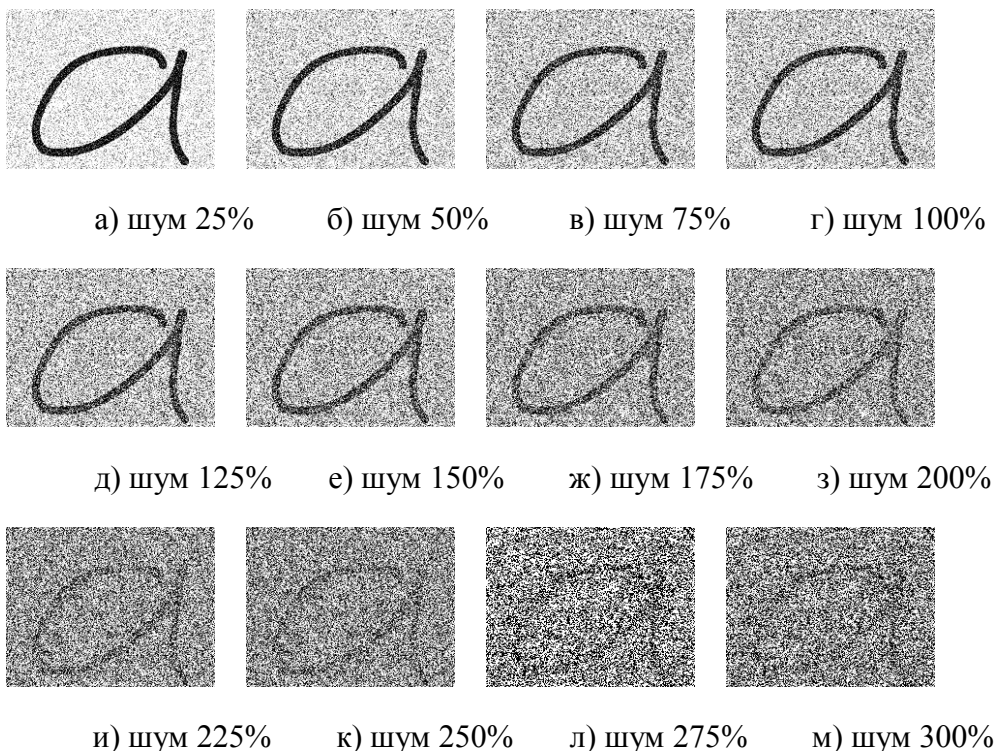 а) шум 25% б) шум 50% в) шум 75% г) шум 100%
д) шум 125% е) шум 150% ж) шум 175% з) шум 200%
и) шум 225% к) шум 250% л) шум 275% м) шум 300%